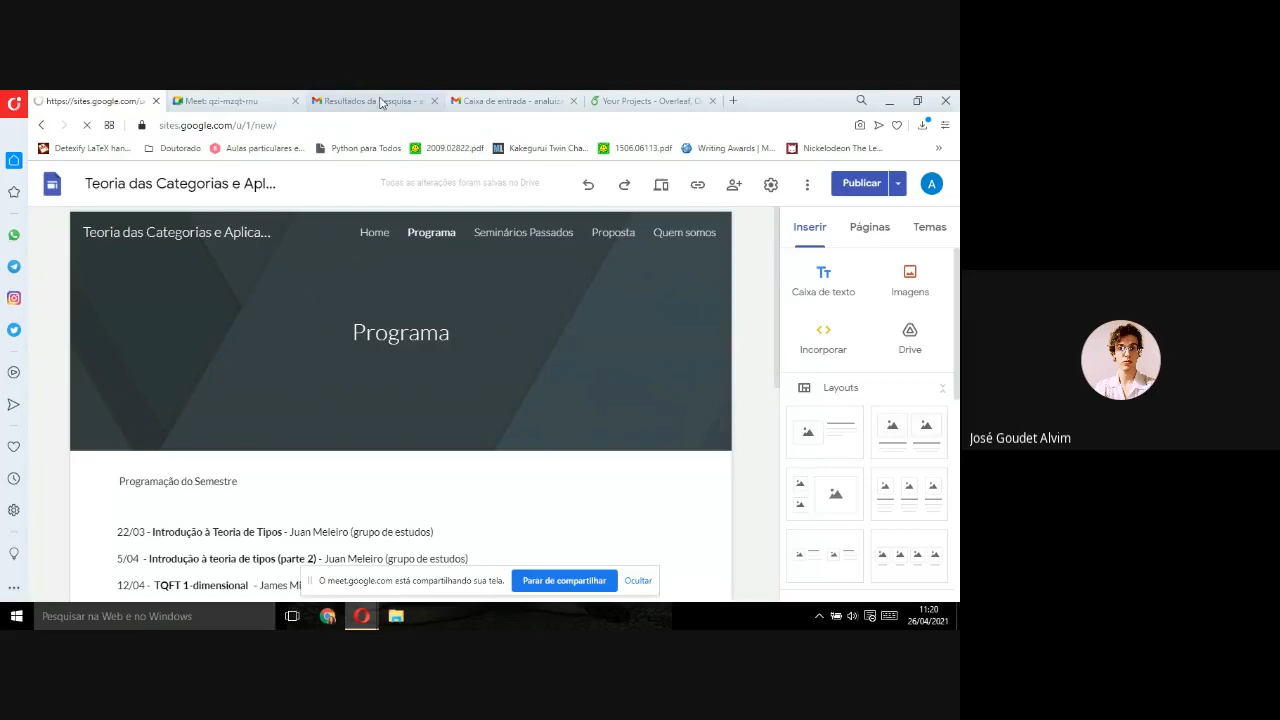 https://sites.google.com/u
Meet: qzi-mzqt-rnu
Resultados da pesquisa - a
Caixa de entrada - analuiz
Your Projects - Overleaf, O
sites.google.com/u/1/new/
Detexify LaTeX han...
Doutorado
Aulas particulares e...
Python para Todos
2009.02822.pdf
Kakegurui Twin Cha...
1506.06113.pdf
Writing Awards | M...
Nickelodeon The Le...
Teoria das Categorias e Apl...
Todas as alterações foram salvas no Drive
Publicar
A
Teoria das Categorias e Aplica...
Home
Programa
Seminários Passados
Proposta
Quem somos
Inserir
Páginas
Temas
Caixa de texto
Imagens
Incorporar
Drive
Layouts
Programa
José Goudet Alvim
Programação do Semestre
22/03 - Introdução à Teoria de Tipos - Juan Meleiro (grupo de estudos)
5/04 - Introdução à teoria de tipos (parte 2) - Juan Meleiro (grupo de estudos)
12/04 - TQFT 1-dimensional - James M
O meet.google.com está compartilhando sua tela.
Parar de compartilhar
Ocultar
Pesquisar na Web e no Windows
11:20
26/04/2021